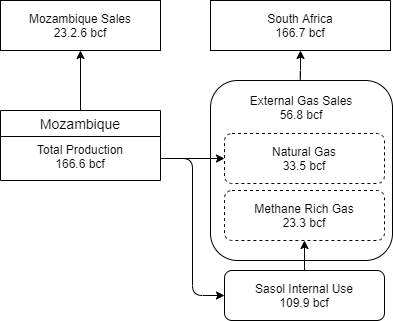 Mozambique Sales
23.2.6 bcf
South Africa
166.7 bcf
Mozambique
Total Production
166.6 bcf
External Gas Sales
56.8 bcf
Natural Gas
33.5 bcf
Methane Rich Gas
23.3 bcf
Sasol Internal Use
109.9 bcf